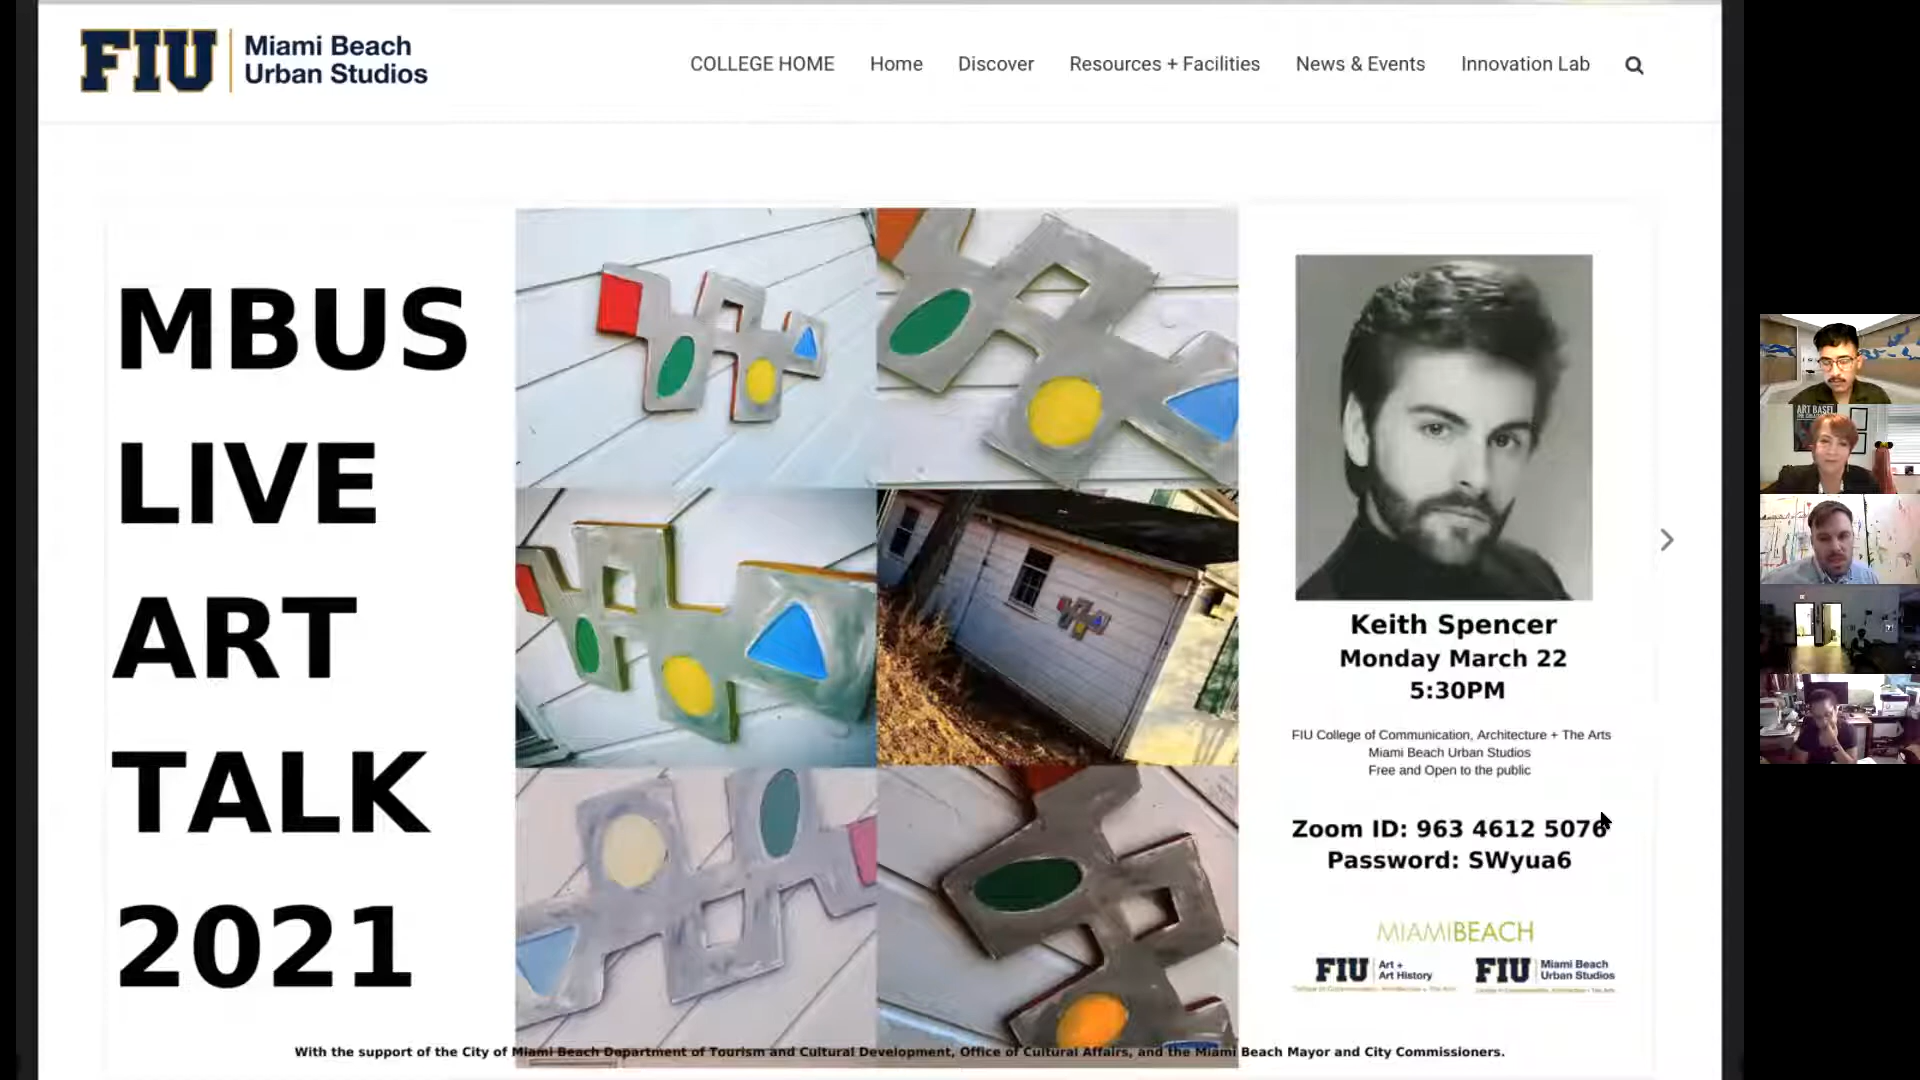 FIU
Miami Beach
Urban Studios
COLLEGE HOME
Home
Discover
Resources + Facilities
News & Events
Innovation Lab
MBUS
LIVE
ART
TALK
2021
Keith Spencer
Monday March 22
5:30PM
FIU College of Communication, Architecture + The Arts
Miami Beach Urban Studios
Free and Open to the public
Zoom ID: 963 4612 5076
Password: SWyua6
MIAMIBEACH
FIU
Art +
Art History
FIU
Miami Beach
Urban Studios
With the support of the City of Miami Beach Department of Tourism and Cultural Development, Office of Cultural Affairs, and the Miami Beach Mayor and City Commissioners.
ART BASEL